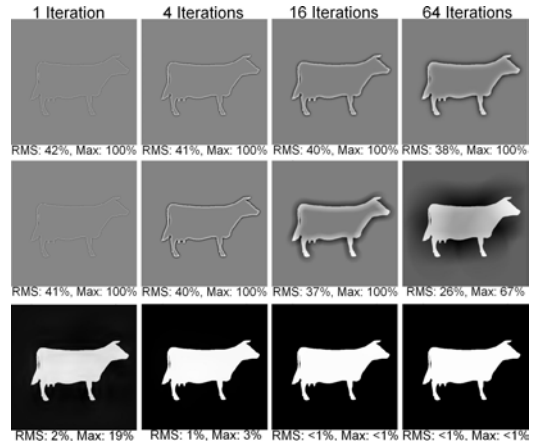 1 Iteration 4 Iterations 16 Iterations 64 Iterations
RMS: 42%, Max: 100% RMS: 41%, Max: 100% RMS: 40%, Max: 100% RMS: 38%, Max: 100%
RMS: 41%, Max: 100% RMS: 40%, Max: 100% RMS: 37%, Max: 100% RMS: 26%, Max: 67%
RMS: 2%, Max: 19% RMS: 1%, Max: 3% RMS: <1%, Max: <1% RMS: <1%, Max: <1%